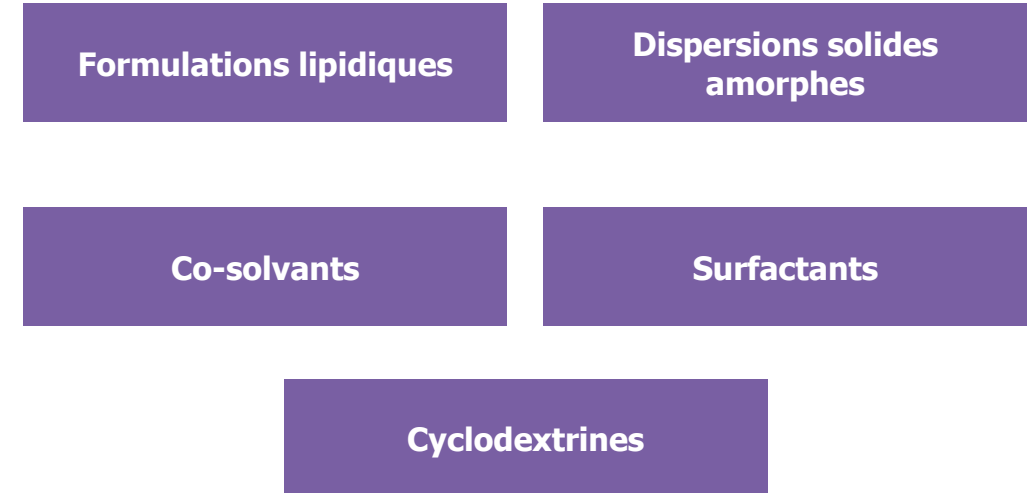 Formulations lipidiques
Dispersions solides
amorphes
Co-solvants
Surfactants
Cyclodextrines